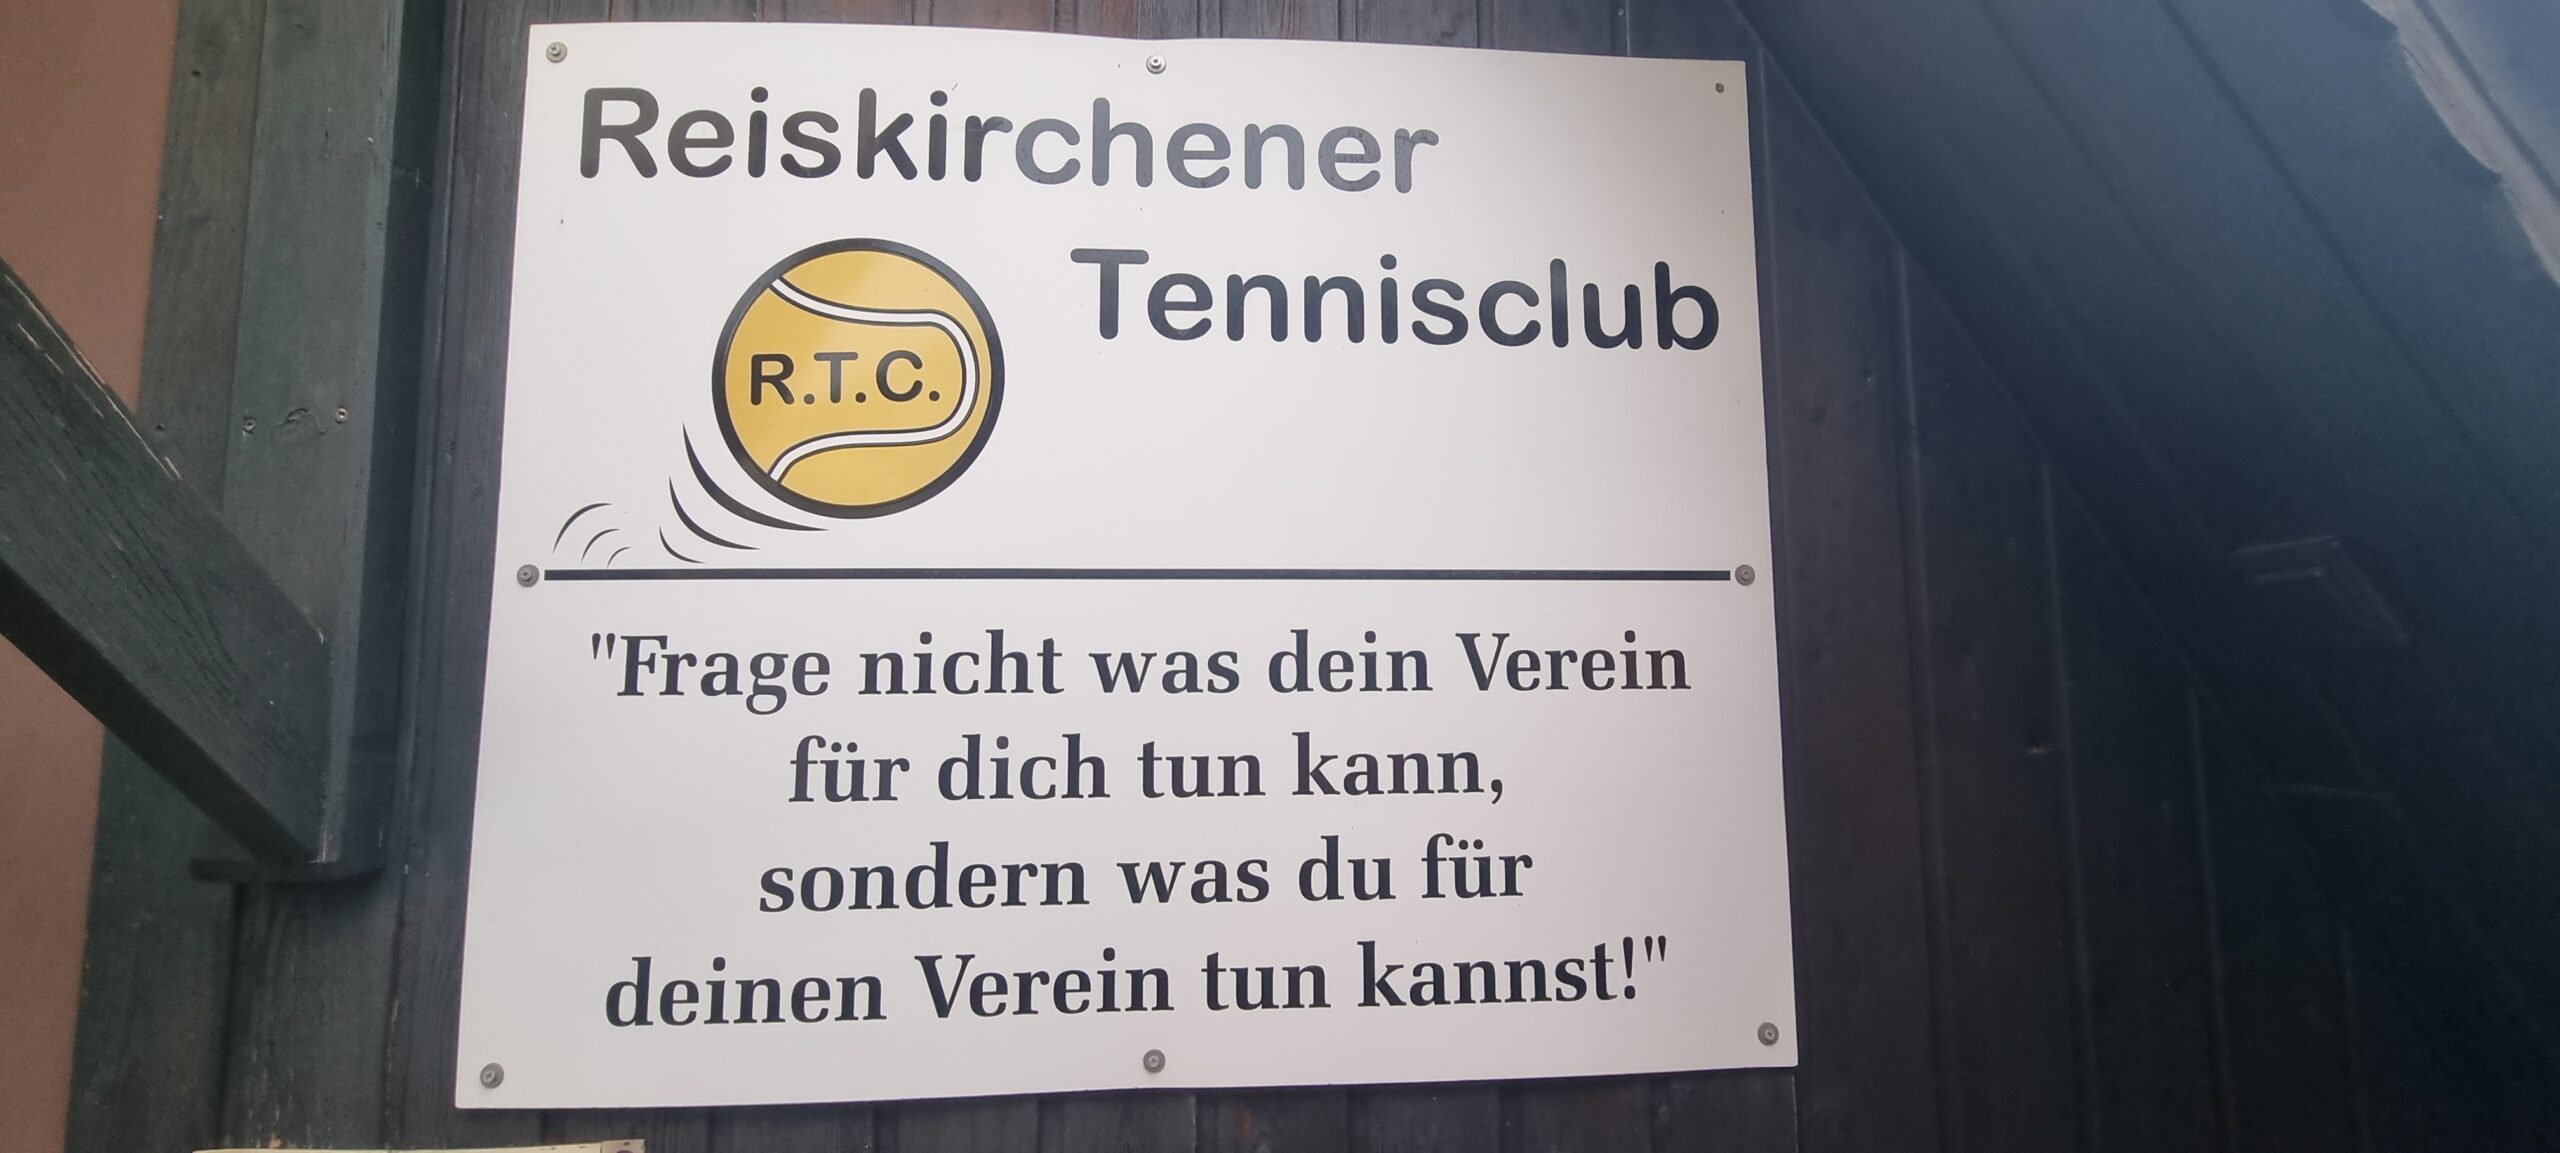 Reiskirchener
Tennisclub
R.T.C.
"Frage nicht was dein Verein
für dich tun kann,
sondern was du für
deinen Verein tun kannst!"